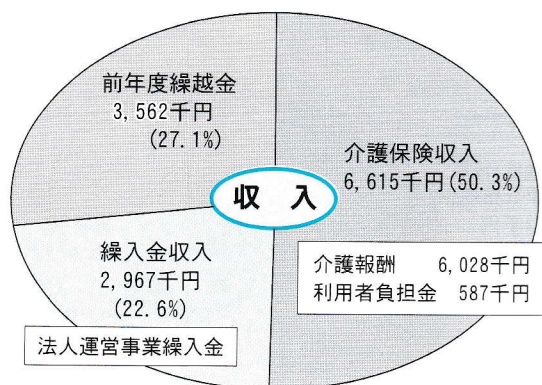 前年度繰越金
3,562千円
(27.1%)
介護保険収入
6,615千円(50.3%)
収 入
繰入金収入
2,967千円
(22.6%)
介護報酬 6,028千円
利用者負担金 587千円
法人運営事業繰入金